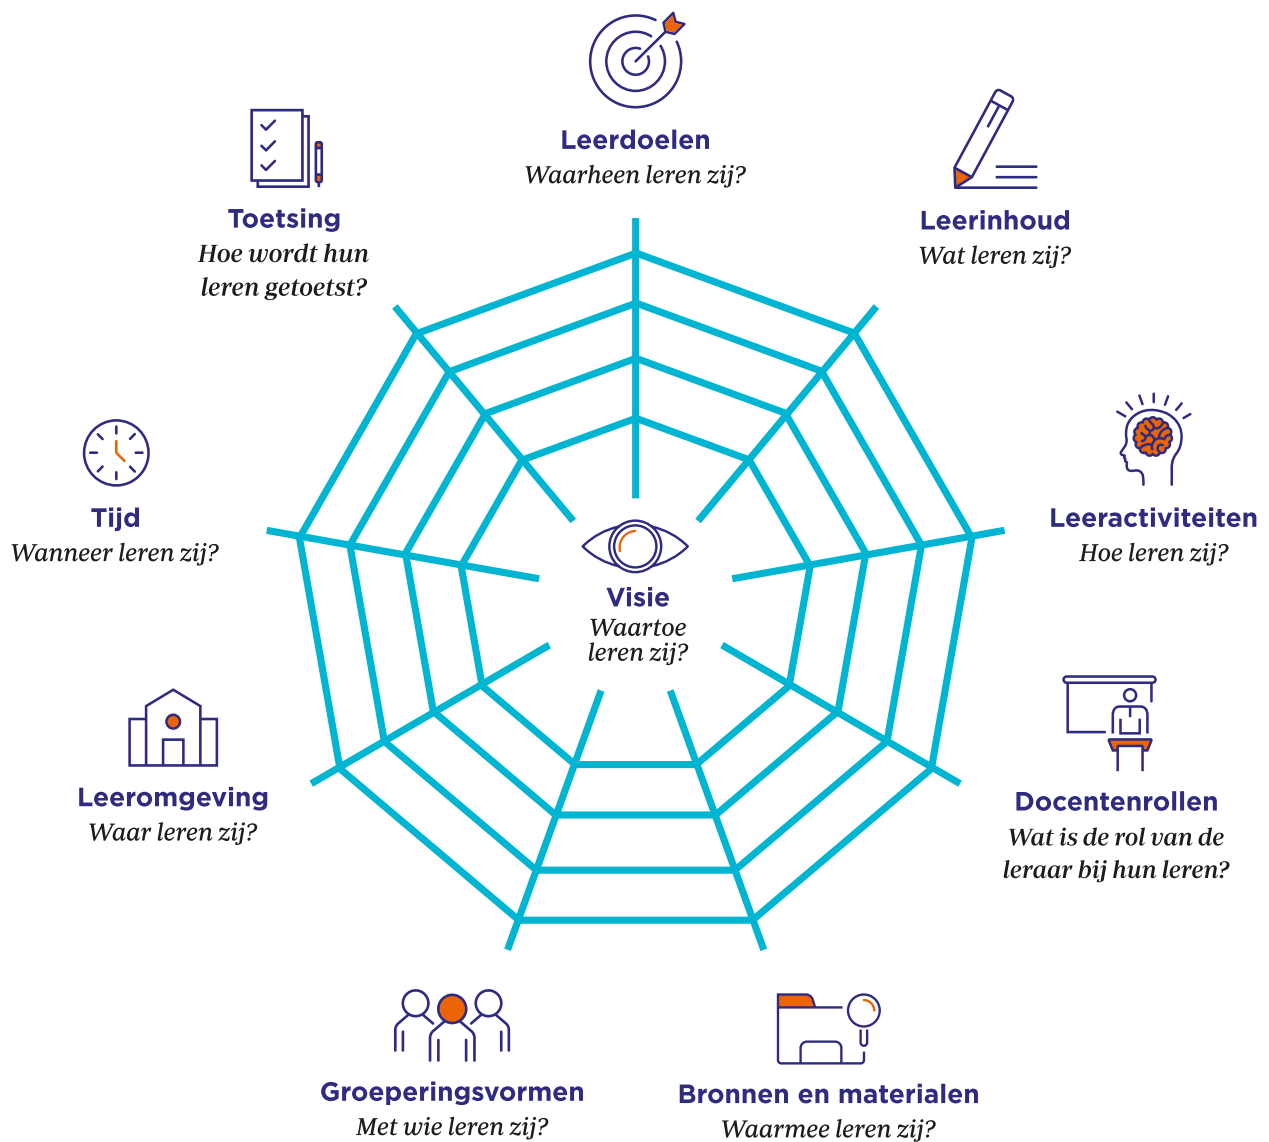 Leerdoelen
Waarheen leren zij?
Leerinhoud
Wat leren zij?
Leeractiviteiten
Hoe leren zij?
Docentenrollen
Wat is de rol van de
leraar bij hun leren?
Bronnen en materialen
Waarmee leren zij?
Groeperingsvormen
Met wie leren zij?
Leeromgeving
Waar leren zij?
Tijd
Wanneer leren zij?
Toetsing
Hoe wordt hun
leren getoetst?
Visie
Waartoe
leren zij?